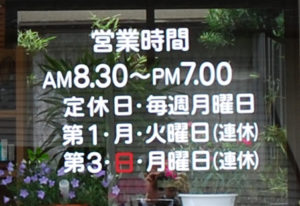 営業時間
AM8.30～PM7.00
定休日・毎週月曜日
第1・月・火曜日(連休)
第3・日・月曜日(連休)